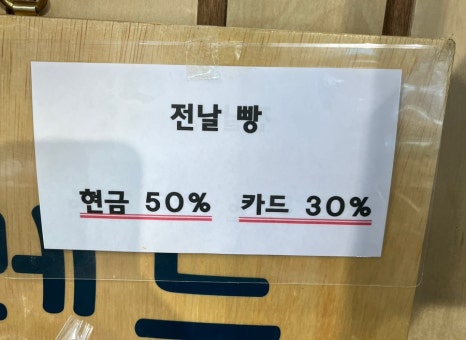 전날 빵
현금 50% 카드 30%